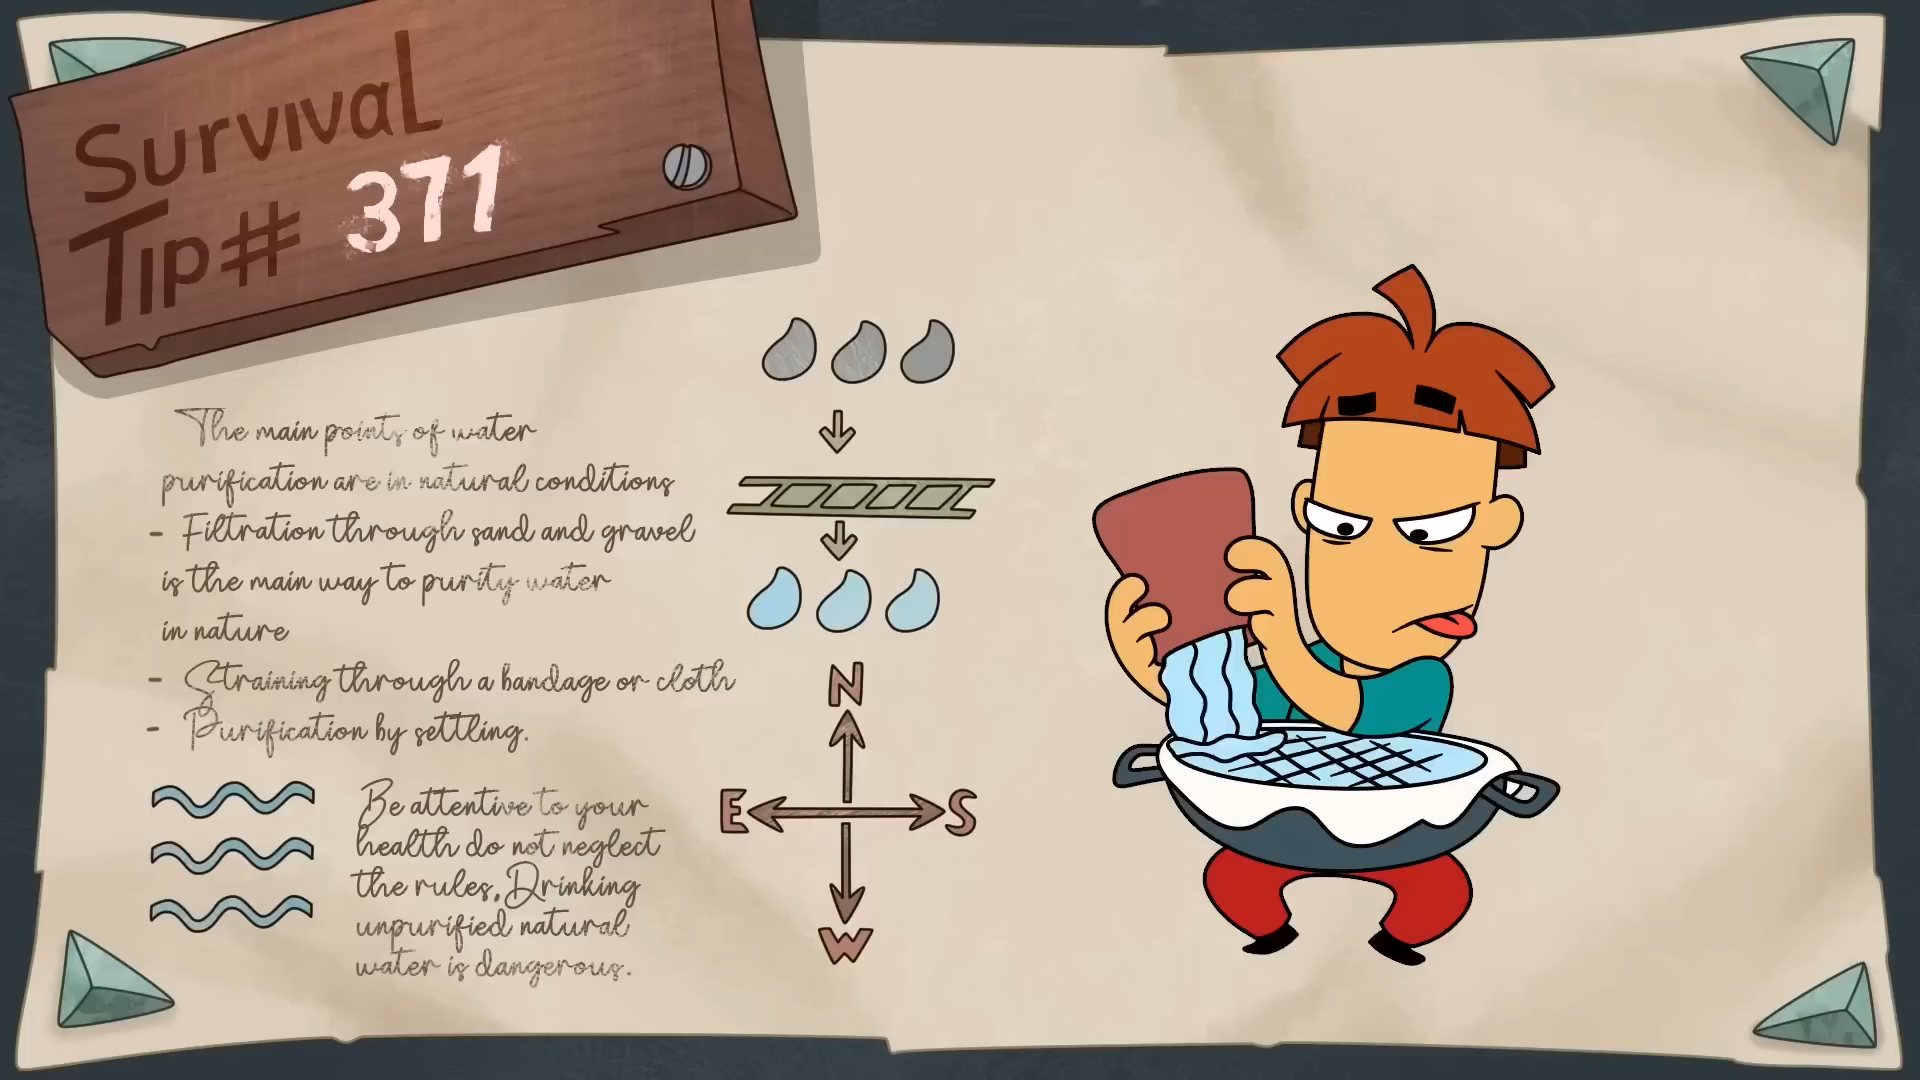 Survival
Tip# 371
The main points of water
purification are in natural conditions
- Filtration through sand and gravel
is the main way to purity water
in nature
- Straining through a bandage or cloth
- Purification by settling.
Be attentive to your
health do not neglect
the rules. Drinking
unpurified natural
water is dangerous.
N
E S
W